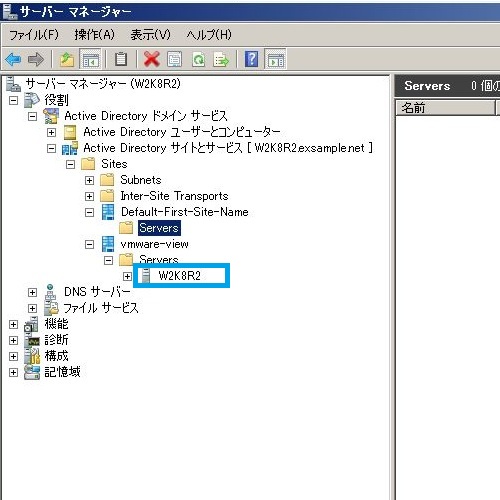 サーバー マネージャー
ファイル(F) 操作(A) 表示(V) ヘルプ(H)
サーバー マネージャー (W2K8R2)
役割
Active Directory ドメイン サービス
Active Directory ユーザーとコンピューター
Active Directory サイトとサービス [ W2K8R2.exsample.net ]
Sites
Subnets
Inter-Site Transports
Default-First-Site-Name
Servers
vmware-view
Servers
W2K8R2
DNS サーバー
ファイル サービス
機能
診断
構成
記憶域
Servers 0 個の
名前